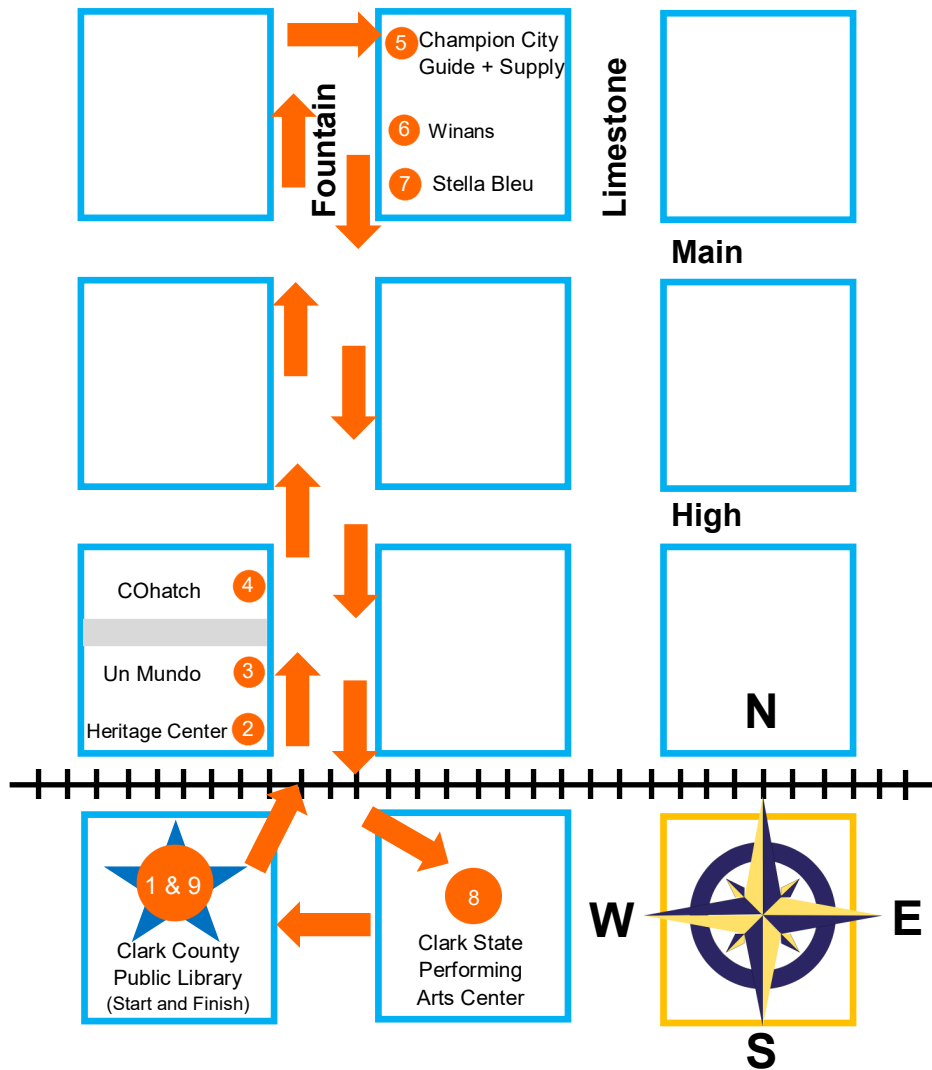 5
Champion City
Guide + Supply
6
Winans
7
Stella Bleu
Fountain
Limestone
Main
High
COhatch
4
Un Mundo
3
Heritage Center
2
N
1 & 9
Clark County
Public Library
(Start and Finish)
8
Clark State
Performing
Arts Center
W
E
S